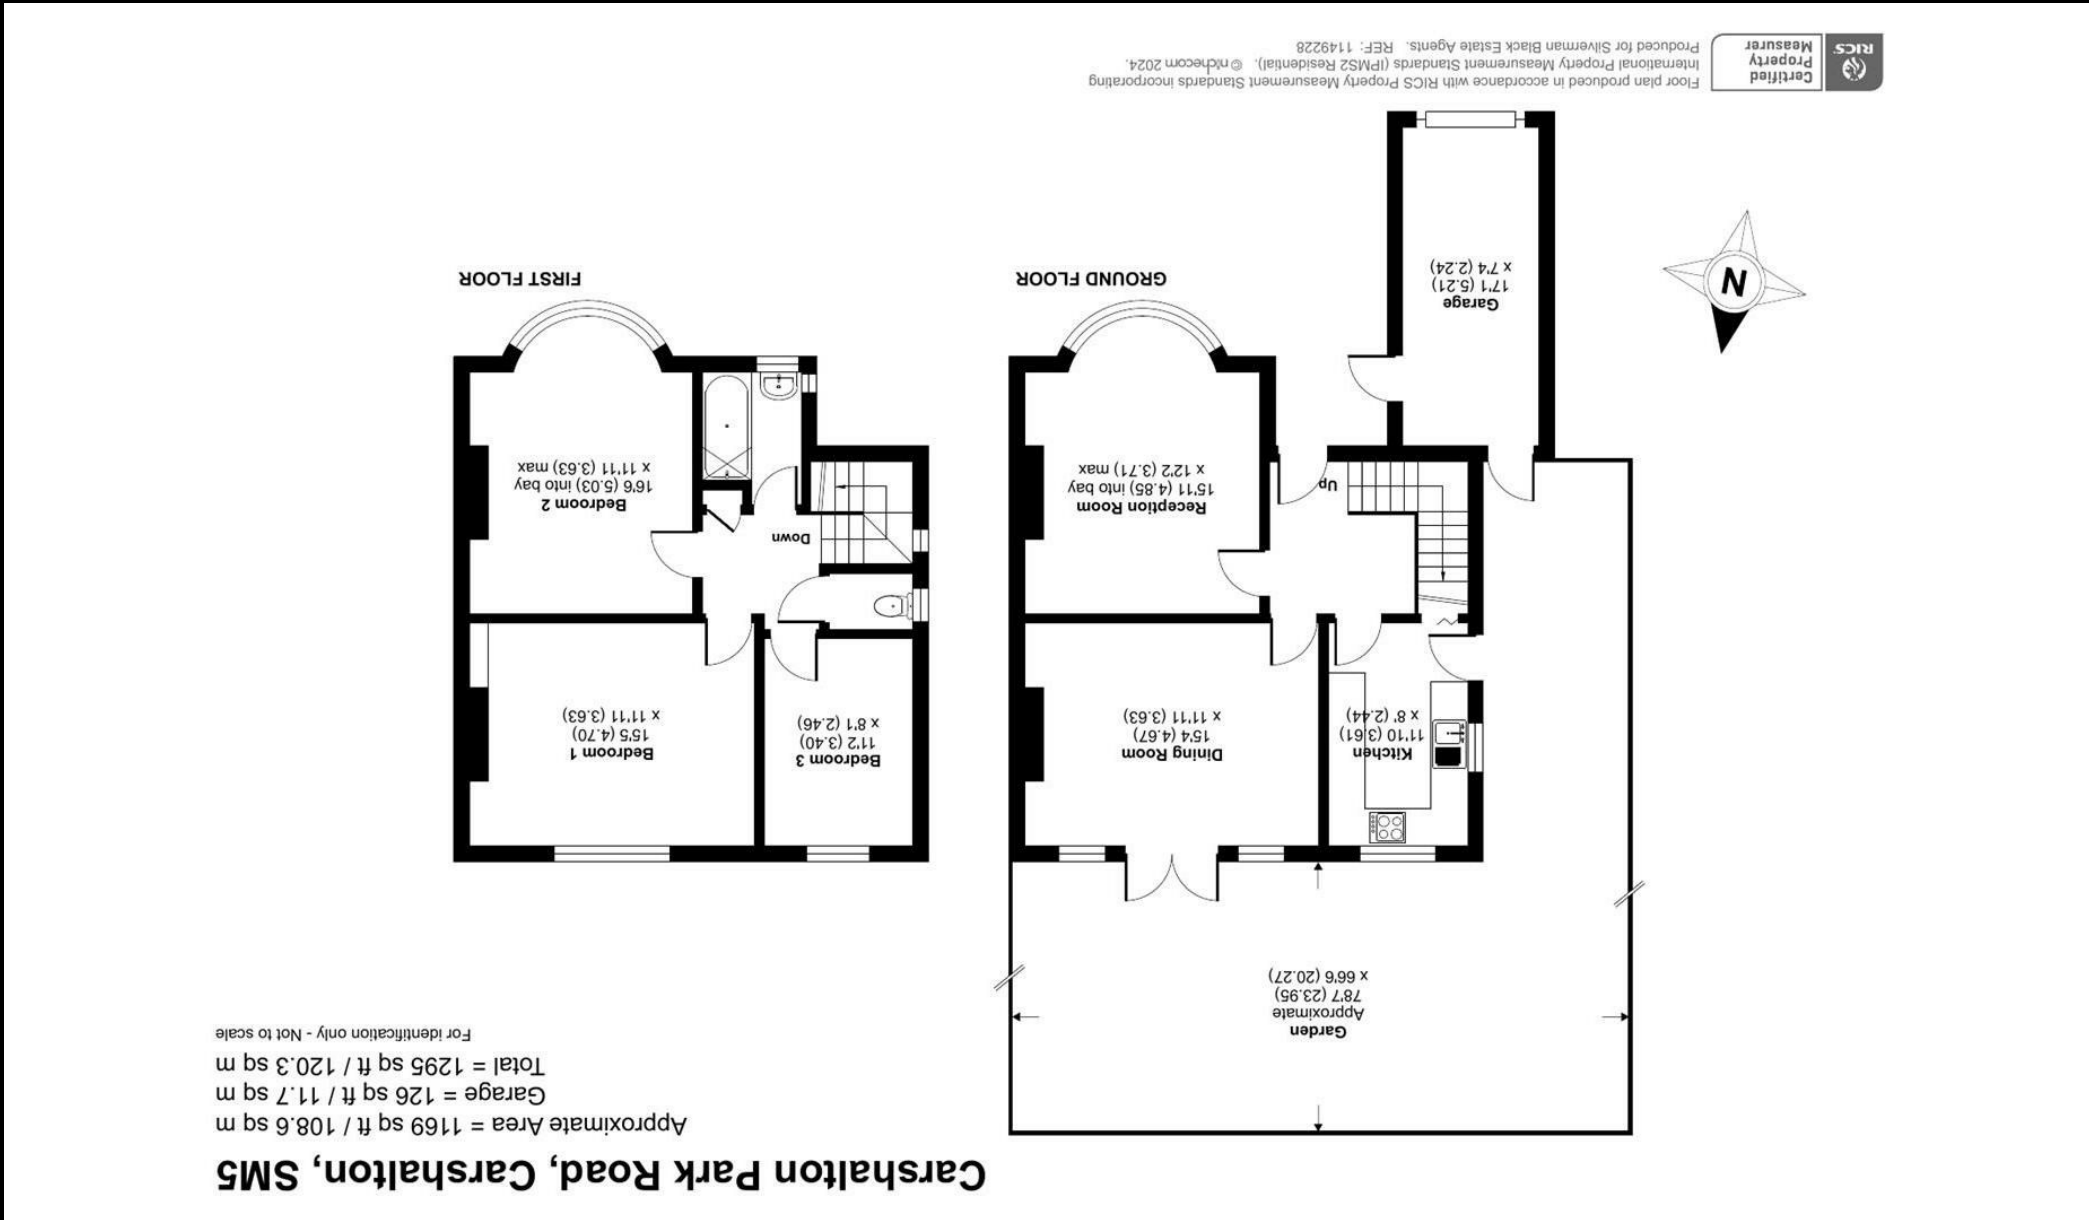 Carshalton Park Road, Carshalton, SM5
Approximate Area = 1169 sq ft / 108.6 sq m
Garage = 126 sq ft / 11.7 sq m
Total = 1295 sq ft / 120.3 sq m
For identification only - Not to scale
Garden
Approximate
78'7 (23.95)
x 66'6 (20.27)
Kitchen
11'10 (3.61)
x 8' (2.44)
Dining Room
15'4 (4.67)
x 11'11 (3.63)
Bedroom 3
11'2 (3.40)
x 8'1 (2.46)
Bedroom 1
15'5 (4.70)
x 11'11 (3.63)
Up
Reception Room
15'11 (4.85) into bay
x 12'2 (3.71) max
Down
Bedroom 2
16'6 (5.03) into bay
x 11'11 (3.63) max
N
Garage
17'1 (5.21)
x 7'4 (2.24)
GROUND FLOOR
FIRST FLOOR
RICS
Certified
Property
Measurer
Floor plan produced in accordance with RICS Property Measurement Standards incorporating
International Property Measurement Standards (IPMS2 Residential). © nichecom 2024.
Produced for Silverman Black Estate Agents. REF: 1149228